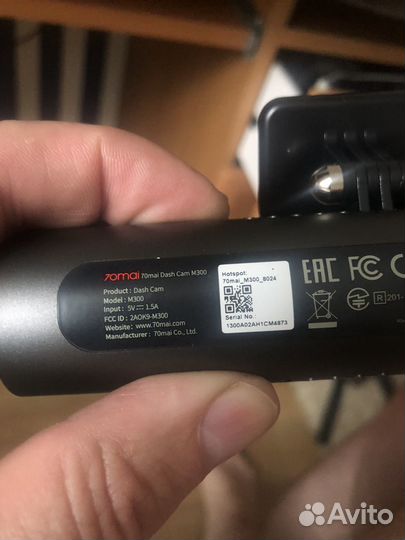 70mai 70mai Dash Cam M300
Product : Dash Cam
Model : M300
Input : 5V⎓1.5A
FCC ID : 2AOK9-M300
Website : www.70mai.com
Manufacturer : 70mai Co., Ltd.
Hotspot:
70mai_M300_8024
Serial No.:
1300A02AH1CM4873
EAC FC C
R 201-
Avito